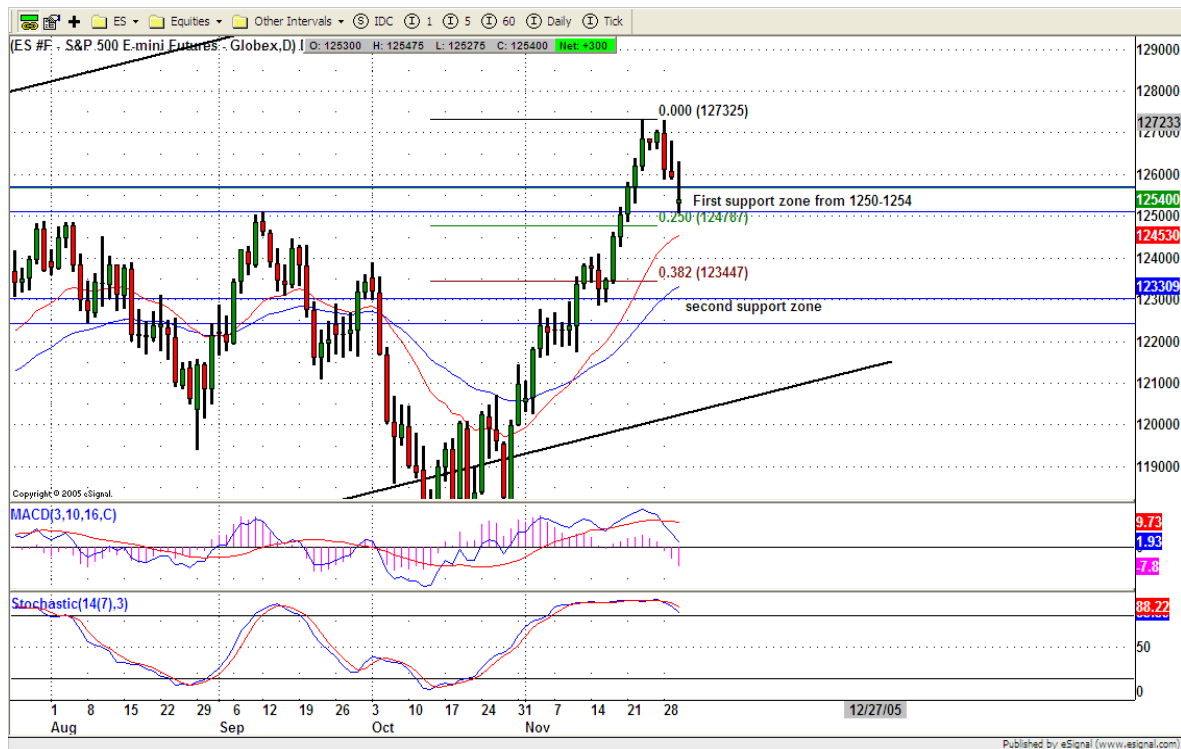 ES Equities Other Intervals IDC 1 5 60 Daily Tick
(ES #F - S&P 500 E-mini Futures - Globex,D) O: 125300 H: 125475 L: 125275 C: 125400 Net: +300
129000
128000
127233
127000
126000
125400
125000
124530
124000
123309
123000
122000
121000
120000
119000
0.000 (127325)
First support zone from 1250-1254
0.250 (124787)
0.382 (123447)
second support zone
Copyright © 2005 eSignal.
MACD(3,10,16,C)
9.73
1.93
-7.8
Stochastic(14(7),3)
88.22
50
0
1 8 15 22 29 6 12 19 26 3 10 17 24 31 7 14 21 28 12/27/05
Aug Sep Oct Nov
Published by eSignal (www.esignal.com)